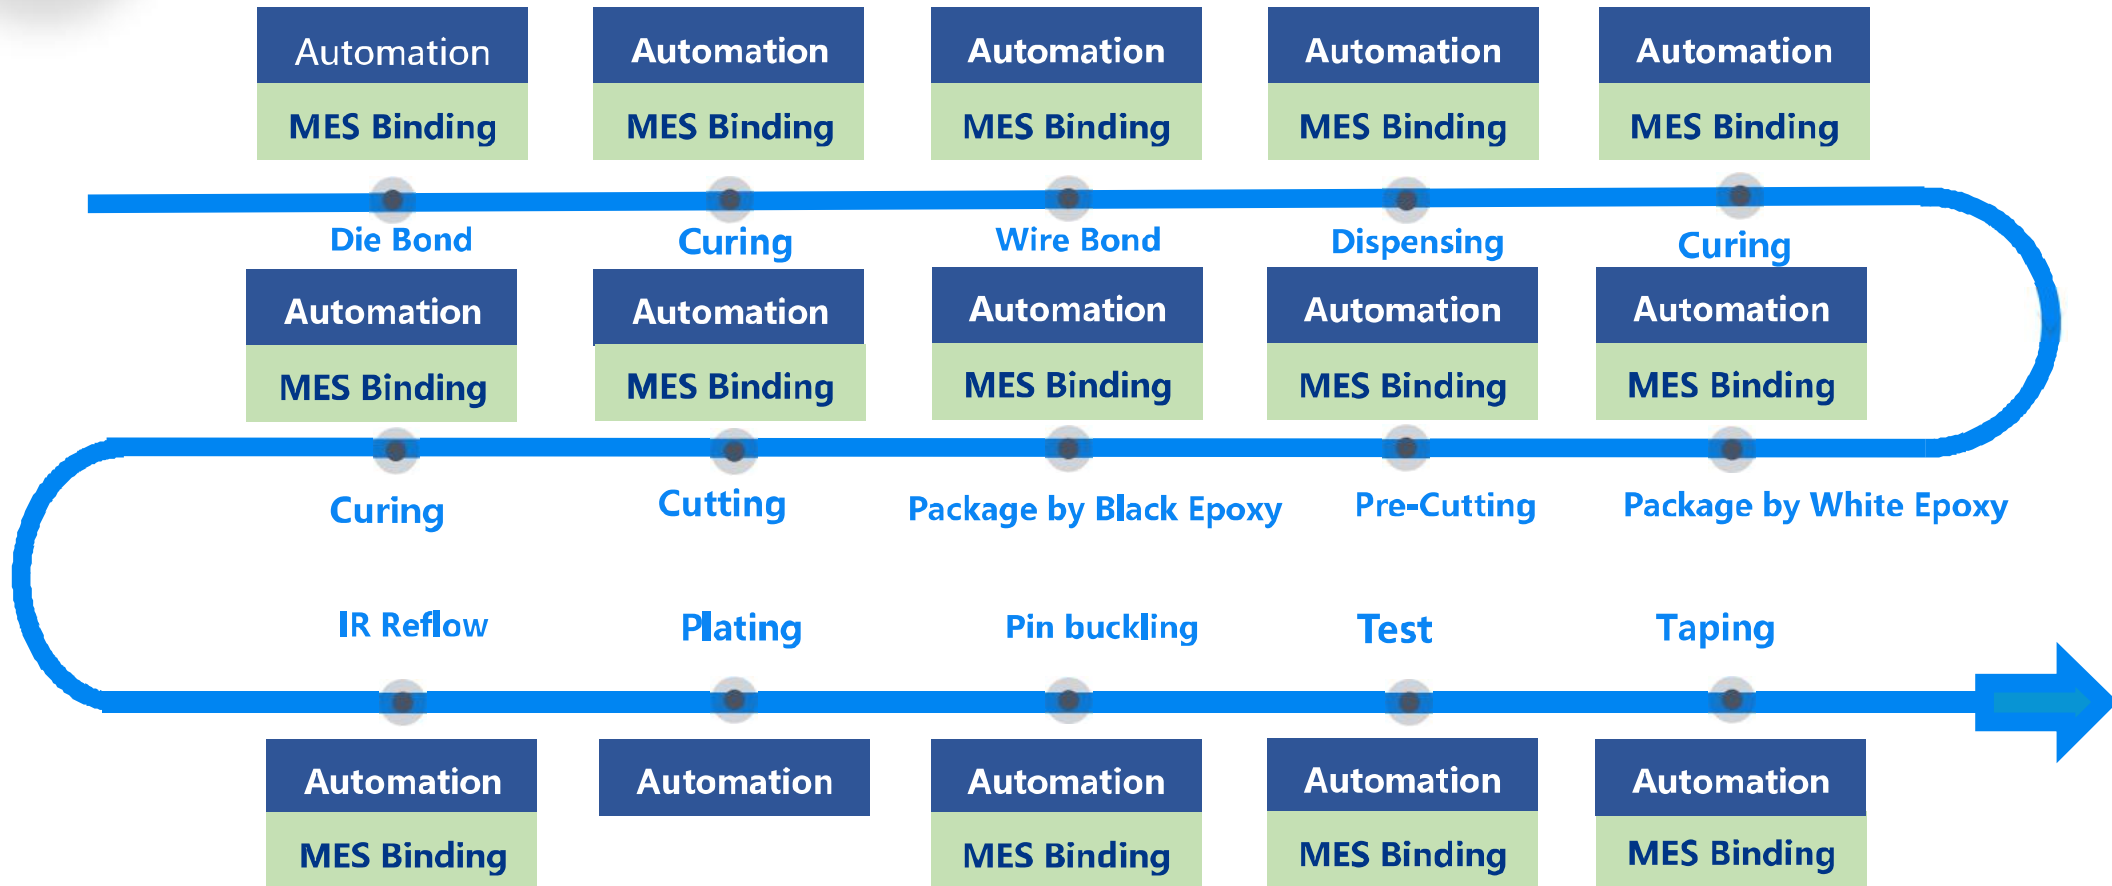 Automation
Automation
Automation
Automation
Automation
MES Binding
MES Binding
MES Binding
MES Binding
MES Binding
Die Bond
Curing
Wire Bond
Dispensing
Curing
Automation
Automation
Automation
Automation
Automation
MES Binding
MES Binding
MES Binding
MES Binding
MES Binding
Curing
Cutting
Package by Black Epoxy
Pre-Cutting
Package by White Epoxy
IR Reflow
Plating
Pin buckling
Test
Taping
Automation
Automation
Automation
Automation
Automation
MES Binding
MES Binding
MES Binding
MES Binding